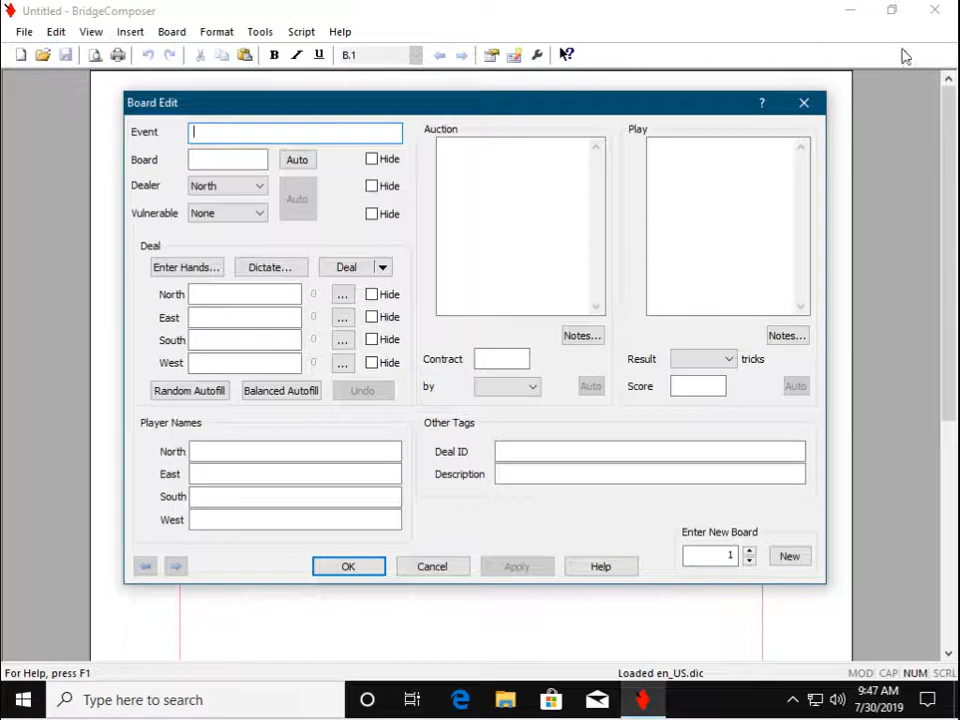 Untitled - BridgeComposer
File Edit View Insert Board Format Tools Script Help
B I U B.1
Board Edit ?
Event
Board Auto Hide
Dealer North Auto Hide
Vulnerable None Hide
Deal
Enter Hands... Dictate... Deal
North 0 ... Hide
East 0 ... Hide
South 0 ... Hide
West 0 ... Hide
Random Autofill Balanced Autofill Undo
Player Names
North
East
South
West
Auction
Notes...
Contract
by Auto
Play
Notes...
Result tricks
Score Auto
Other Tags
Deal ID
Description
Enter New Board
1 New
OK Cancel Apply Help
For Help, press F1 Loaded en_US.dic MOD CAP NUM SCRL
Type here to search
9:47 AM
7/30/2019